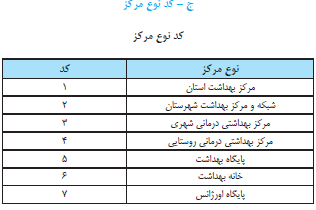 ج – کد نوع مرکز
کد نوع مرکز
نوع مرکز کد
مرکز بهداشت استان ۱
شبکه و مرکز بهداشت شهرستان ۲
مرکز بهداشتی درمانی شهری ۳
مرکز بهداشتی درمانی روستایی ۴
پایگاه بهداشت ۵
خانه بهداشت ۶
پایگاه اورژانس ۷